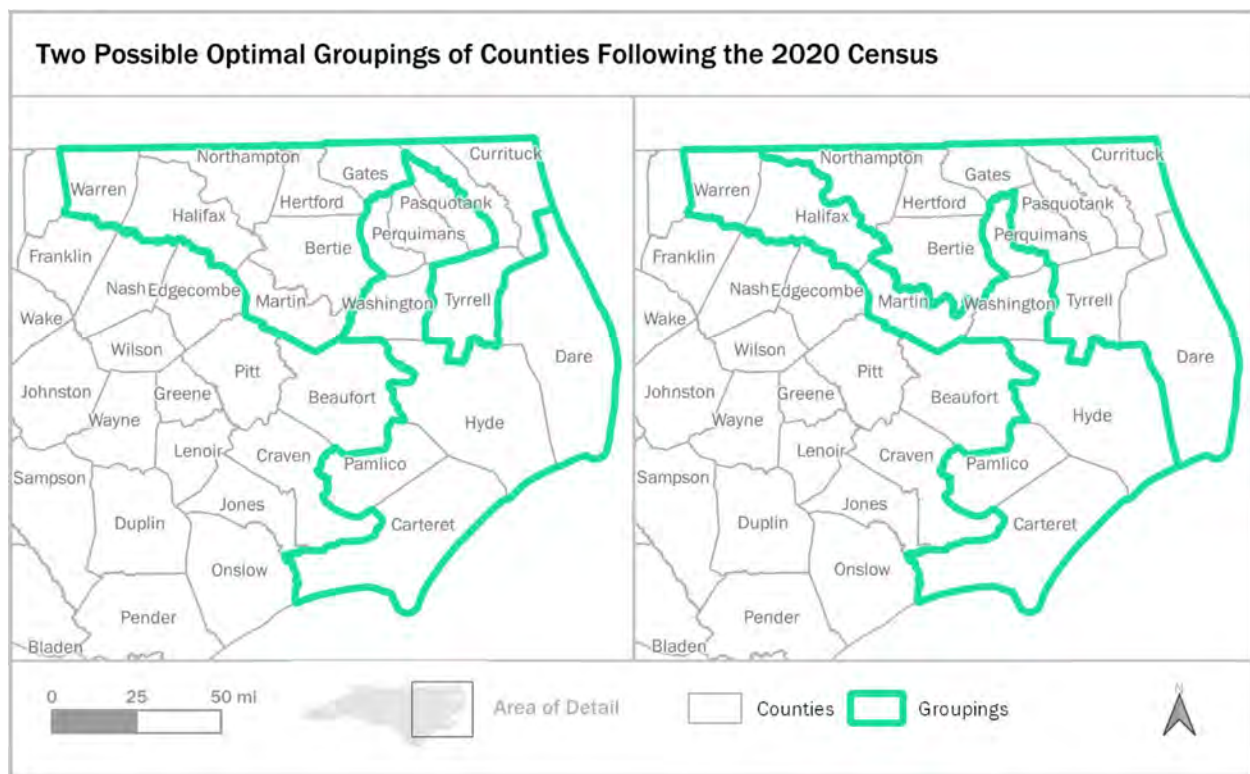 Two Possible Optimal Groupings of Counties Following the 2020 Census
Northampton
Currituck
Gates
Warren
Hertford
Pasquotank
Halifax
Perquimans
Bertie
Franklin
Nash
Edgecombe
Martin
Washington
Tyrrell
Wake
Wilson
Dare
Pitt
Johnston
Greene
Beaufort
Wayne
Hyde
Lenoir
Craven
Pamlico
Sampson
Jones
Duplin
Carteret
Onslow
Pender
Bladen
Northampton
Currituck
Gates
Warren
Hertford
Pasquotank
Halifax
Perquimans
Bertie
Franklin
Nash
Edgecombe
Martin
Washington
Tyrrell
Wake
Wilson
Dare
Pitt
Johnston
Greene
Beaufort
Wayne
Hyde
Lenoir
Craven
Pamlico
Sampson
Jones
Duplin
Carteret
Onslow
Pender
Bladen
0 25 50 mi
Area of Detail
Counties
Groupings
N